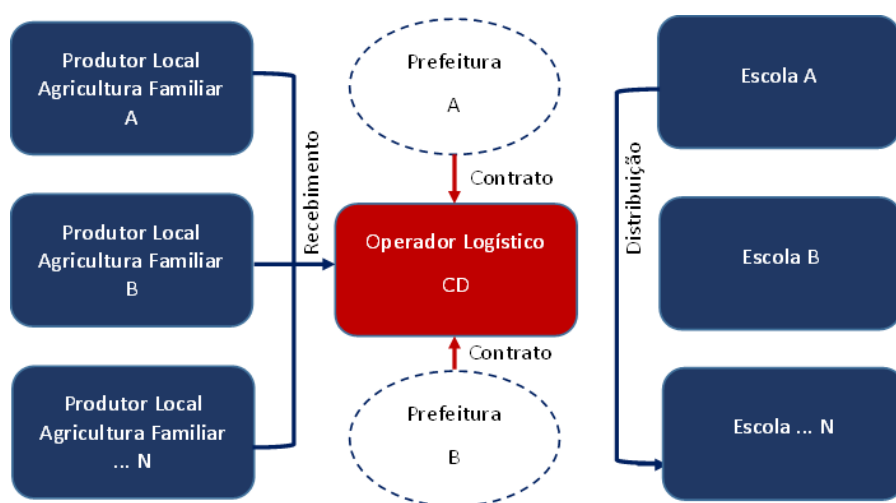 Produtor Local
Agricultura Familiar
A
Produtor Local
Agricultura Familiar
B
Produtor Local
Agricultura Familiar
... N
Recebimento
Prefeitura
A
Contrato
Operador Logístico
CD
Contrato
Prefeitura
B
Distribuição
Escola A
Escola B
Escola ... N